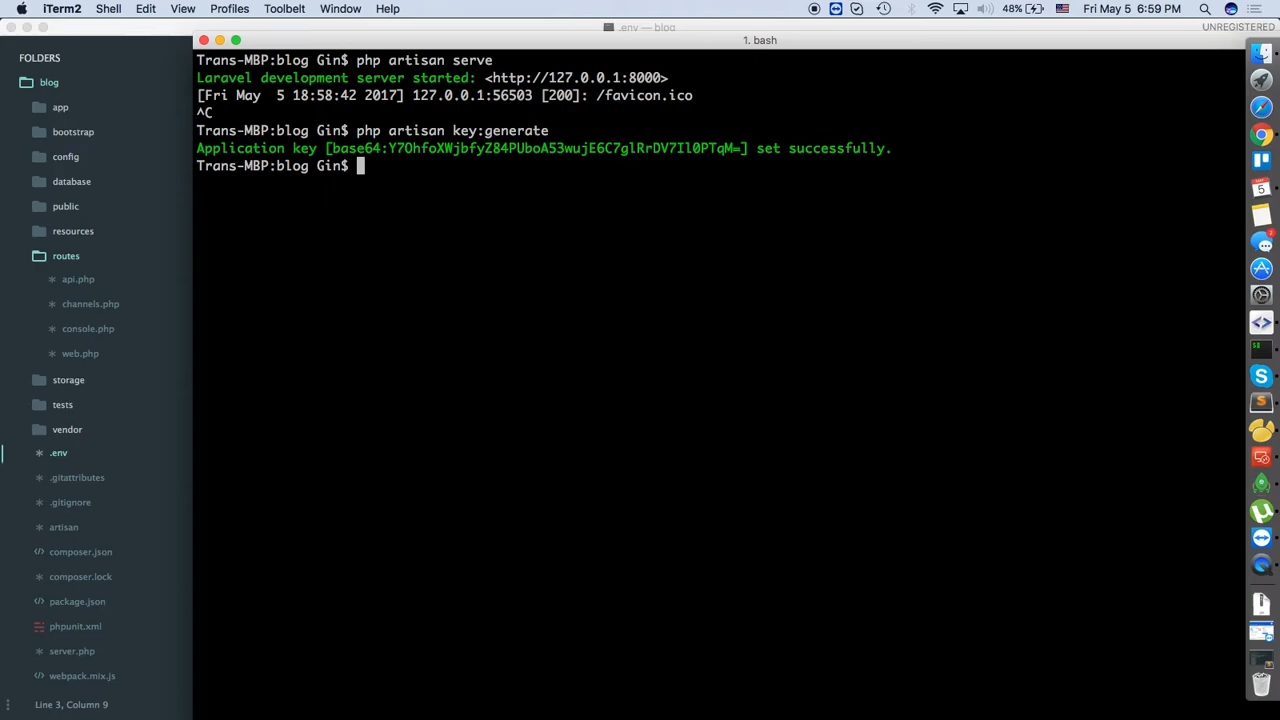 iTerm2 Shell Edit View Profiles Toolbelt Window Help 48% Fri May 5 6:59 PM
.env — blog UNREGISTERED
1. bash
FOLDERS
blog
app
bootstrap
config
database
public
resources
routes
api.php
channels.php
console.php
web.php
storage
tests
vendor
.env
.gitattributes
.gitignore
artisan
composer.json
composer.lock
package.json
phpunit.xml
server.php
webpack.mix.js
Line 3, Column 9
Trans-MBP:blog Gin$ php artisan serve
Laravel development server started: <http://127.0.0.1:8000>
[Fri May  5 18:58:42 2017] 127.0.0.1:56503 [200]: /favicon.ico
^C
Trans-MBP:blog Gin$ php artisan key:generate
Application key [base64:Y7OhfoXWjbfyZ84PUboA53wujE6C7glRrDV7Il0PTqM=] set successfully.
Trans-MBP:blog Gin$